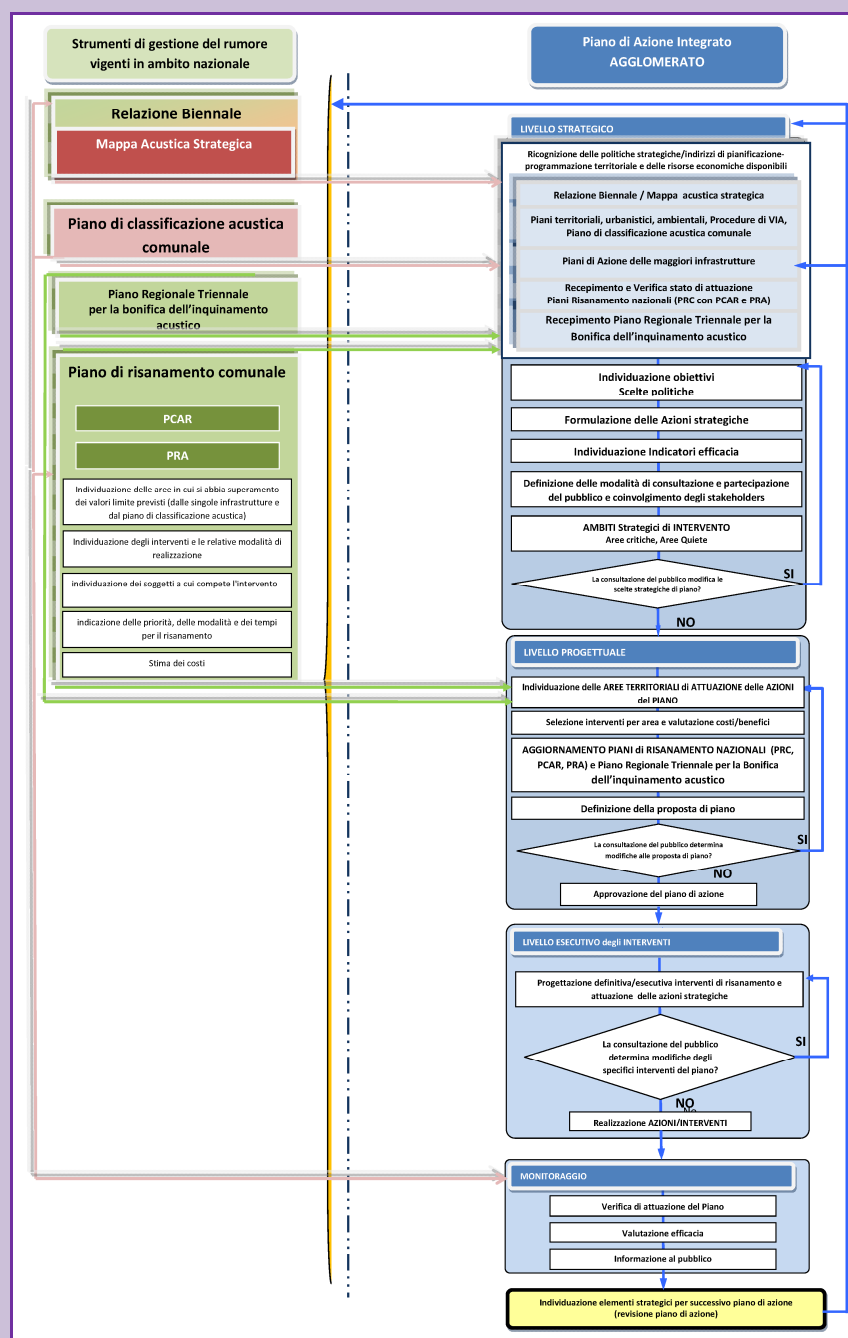 Strumenti di gestione del rumore
vigenti in ambito nazionale
Relazione Biennale
Mappa Acustica Strategica
Piano di classificazione acustica
comunale
Piano Regionale Triennale
per la bonifica dell'inquinamento
acustico
Piano di risanamento comunale
PCAR
PRA
Individuazione delle aree in cui si abbia superamento
dei valori limite previsti (dalle singole infrastrutture e
dal piano di classificazione acustica)
Individuazione degli interventi e le relative modalità di
realizzazione
individuazione dei soggetti a cui compete l'intervento
indicazione delle priorità, delle modalità e dei tempi
per il risanamento
Stima dei costi
Piano di Azione Integrato
AGGLOMERATO
LIVELLO STRATEGICO
Ricognizione delle politiche strategiche/indirizzi di pianificazione-
programmazione territoriale e delle risorse economiche disponibili
Relazione Biennale / Mappa acustica strategica
Piani territoriali, urbanistici, ambientali, Procedure di VIA,
Piano di classificazione acustica comunale
Piani di Azione delle maggiori infrastrutture
Recepimento e Verifica stato di attuazione
Piani Risanamento nazionali (PRC con PCAR e PRA)
Recepimento Piano Regionale Triennale per la
Bonifica dell'inquinamento acustico
Individuazione obiettivi
Scelte politiche
Formulazione delle Azioni strategiche
Individuazione Indicatori efficacia
Definizione delle modalità di consultazione e partecipazione
del pubblico e coinvolgimento degli stakeholders
AMBITI Strategici di INTERVENTO
Aree critiche, Aree Quiete
La consultazione del pubblico modifica le
scelte strategiche di piano?
SI
NO
LIVELLO PROGETTUALE
Individuazione delle AREE TERRITORIALI di ATTUAZIONE delle AZIONI
del PIANO
Selezione interventi per area e valutazione costi/benefici
AGGIORNAMENTO PIANI di RISANAMENTO NAZIONALI (PRC,
PCAR, PRA) e Piano Regionale Triennale per la Bonifica
dell'inquinamento acustico
Definizione della proposta di piano
La consultazione del pubblico determina
modifiche alle proposta di piano?
SI
NO
Approvazione del piano di azione
LIVELLO ESECUTIVO degli INTERVENTI
Progettazione definitiva/esecutiva interventi di risanamento e
attuazione delle azioni strategiche
La consultazione del pubblico
determina modifiche degli
specifici interventi del piano?
SI
NO
No
Realizzazione AZIONI/INTERVENTI
MONITORAGGIO
Verifica di attuazione del Piano
Valutazione efficacia
Informazione al pubblico
Individuazione elementi strategici per successivo piano di azione
(revisione piano di azione)